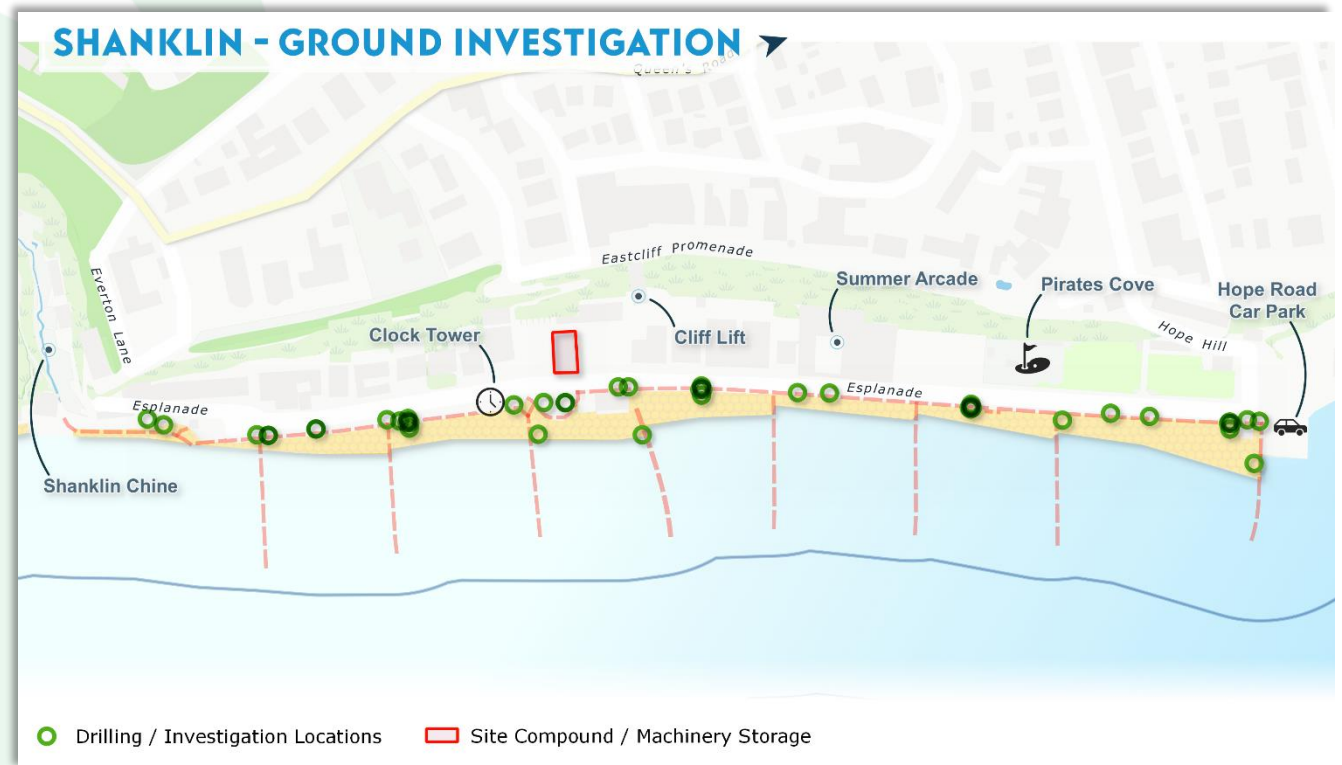 SHANKLIN - GROUND INVESTIGATION
Queen's Road
Eastcliff Promenade
Everton Lane
Summer Arcade
Pirates Cove
Hope Road
Car Park
Clock Tower
Cliff Lift
Hope Hill
Esplanade
Esplanade
Shanklin Chine
Drilling / Investigation Locations
Site Compound / Machinery Storage